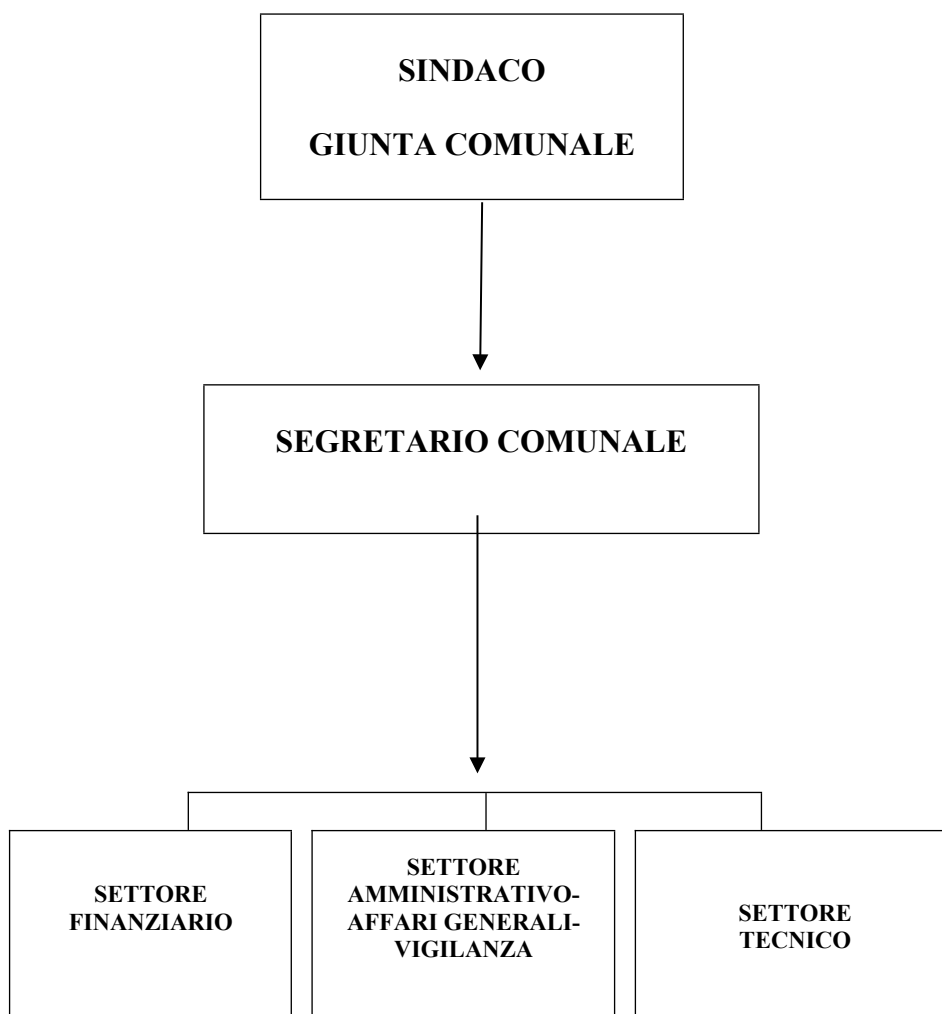 SINDACO
GIUNTA COMUNALE
SEGRETARIO COMUNALE
SETTORE
FINANZIARIO
SETTORE
AMMINISTRATIVO-
AFFARI GENERALI-
VIGILANZA
SETTORE
TECNICO